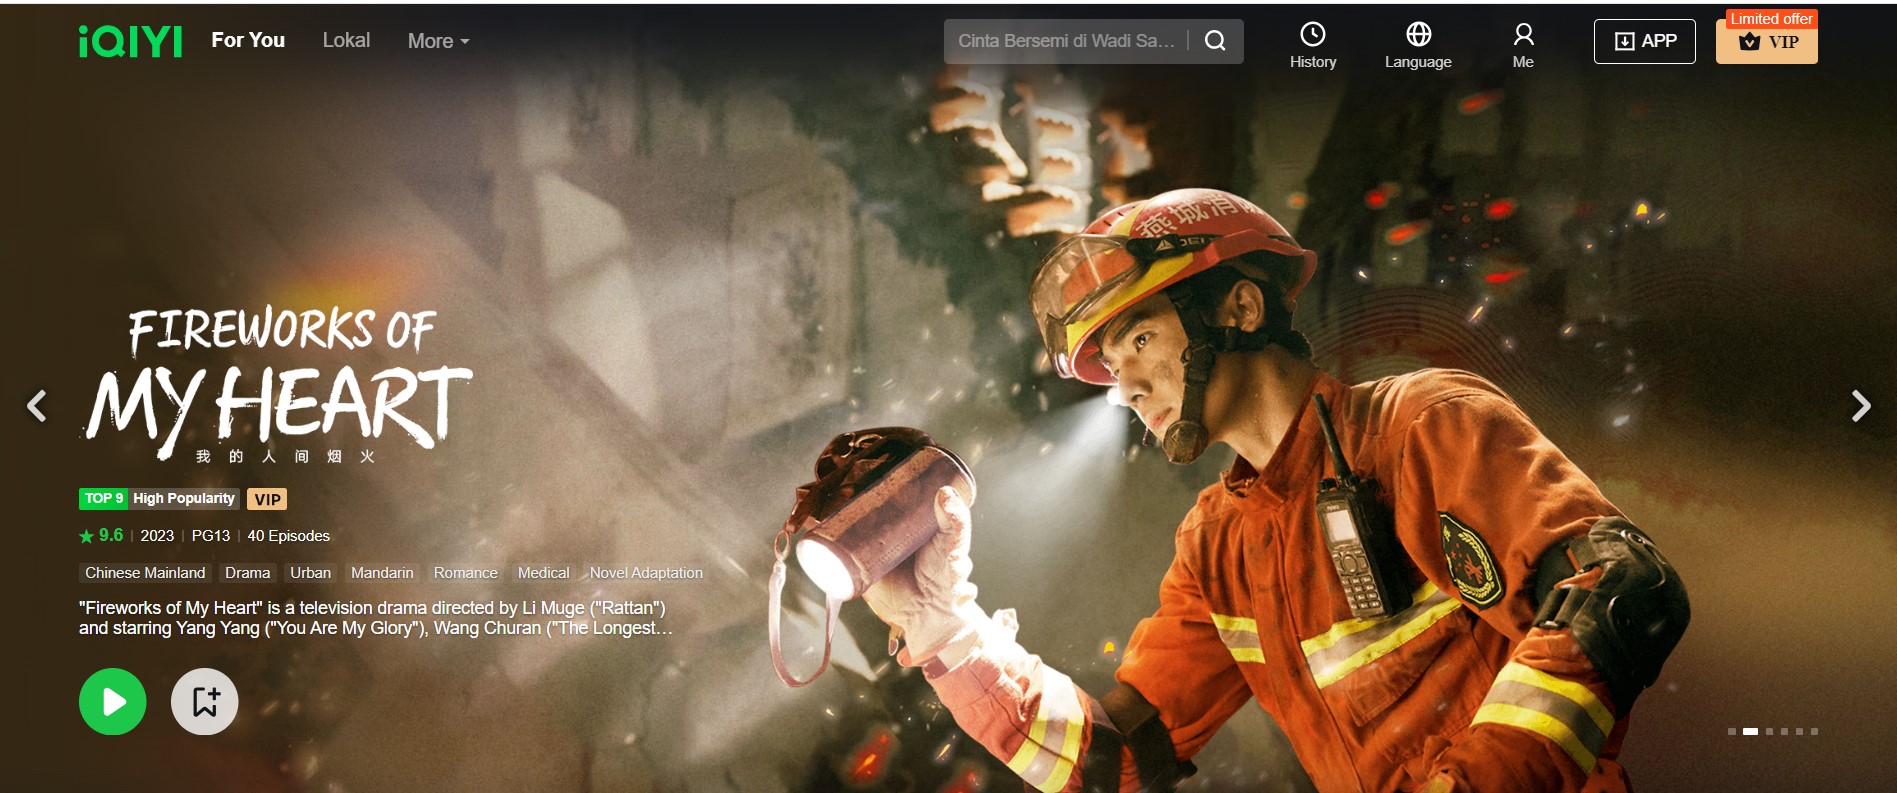 iQIYI For You Lokal More Cinta Bersemi di Wadi Sa... History Language Me APP Limited offer VIP
燕城消
FIREWORKS OF
MY HEART
我的人间烟火
TOP 9 High Popularity VIP
9.6 2023 PG13 40 Episodes
Chinese Mainland Drama Urban Mandarin Romance Medical Novel Adaptation
"Fireworks of My Heart" is a television drama directed by Li Muge ("Rattan")
and starring Yang Yang ("You Are My Glory"), Wang Churan ("The Longest...